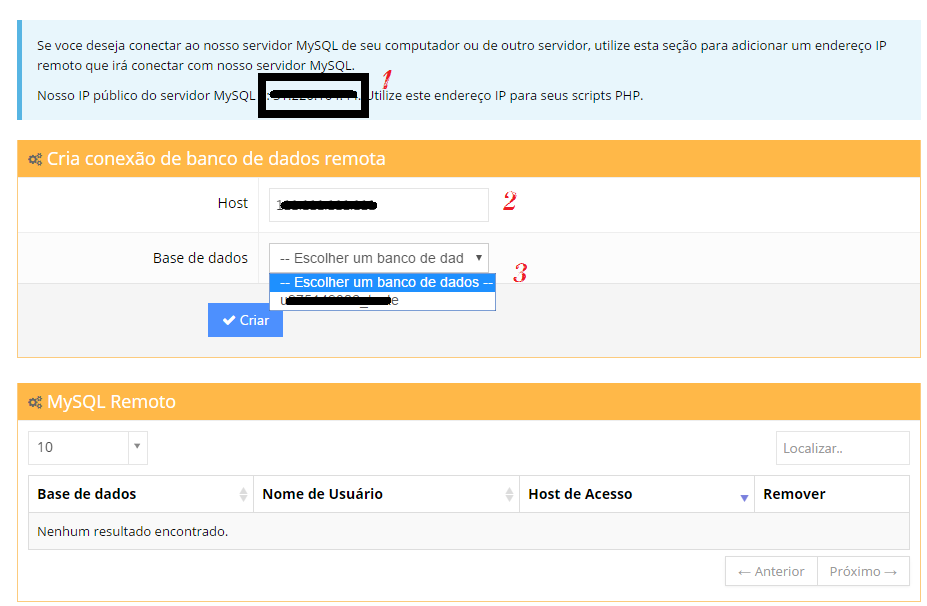 Se voce deseja conectar ao nosso servidor MySQL de seu computador ou de outro servidor, utilize esta seção para adicionar um endereço IP
remoto que irá conectar com nosso servidor MySQL.
1
Nosso IP público do servidor MySQL Utilize este endereço IP para seus scripts PHP.
Cria conexão de banco de dados remota
Host 2
Base de dados -- Escolher um banco de dad 3
-- Escolher um banco de dados --
Criar
MySQL Remoto
10 Localizar..
Base de dados Nome de Usuário Host de Acesso Remover
Nenhum resultado encontrado.
← Anterior Próximo →